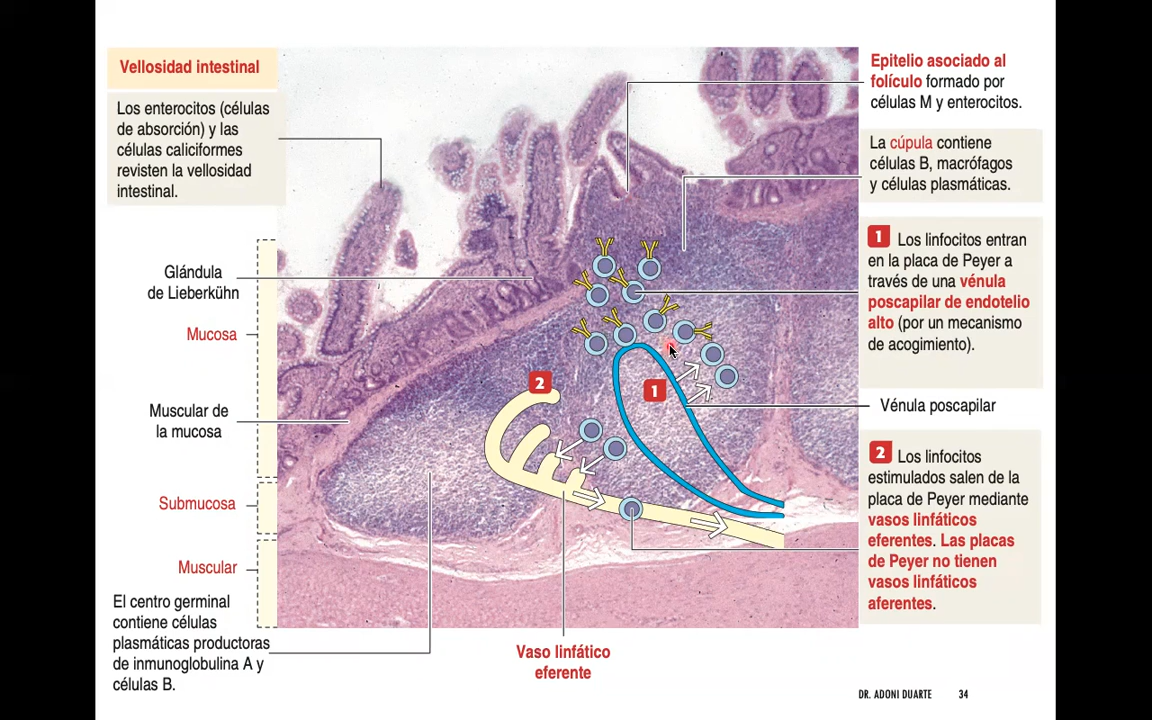 Vellosidad intestinal
Los enterocitos (células
de absorción) y las
células caliciformes
revisten la vellosidad
intestinal.
Glándula
de Lieberkühn
Mucosa
Muscular de
la mucosa
Submucosa
Muscular
El centro germinal
contiene células
plasmáticas productoras
de inmunoglobulina A y
células B.
2
1
Vaso linfático
eferente
Epitelio asociado al
folículo formado por
células M y enterocitos.
La cúpula contiene
células B, macrófagos
y células plasmáticas.
1 Los linfocitos entran
en la placa de Peyer a
través de una vénula
poscapilar de endotelio
alto (por un mecanismo
de acogimiento).
Vénula poscapilar
2 Los linfocitos
estimulados salen de la
placa de Peyer mediante
vasos linfáticos
eferentes. Las placas
de Peyer no tienen
vasos linfáticos
aferentes.
DR. ADONI DUARTE 34